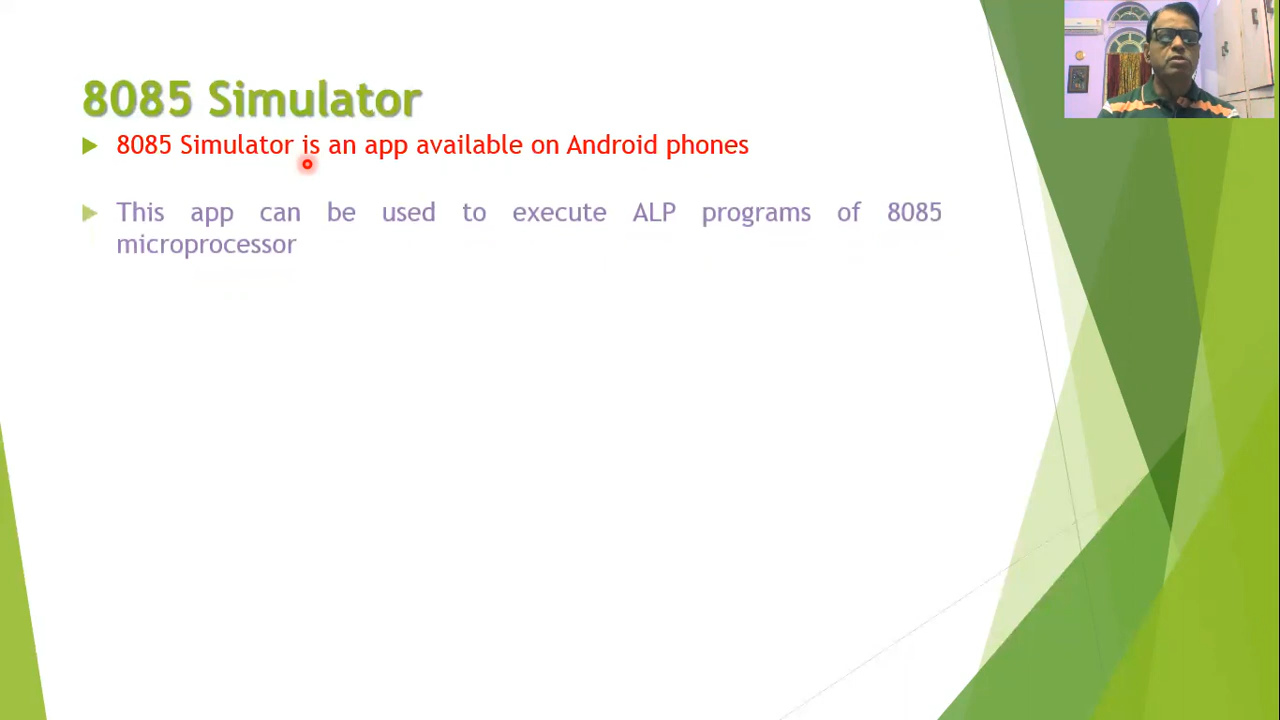 8085 Simulator
8085 Simulator is an app available on Android phones
This app can be used to execute ALP programs of 8085
microprocessor